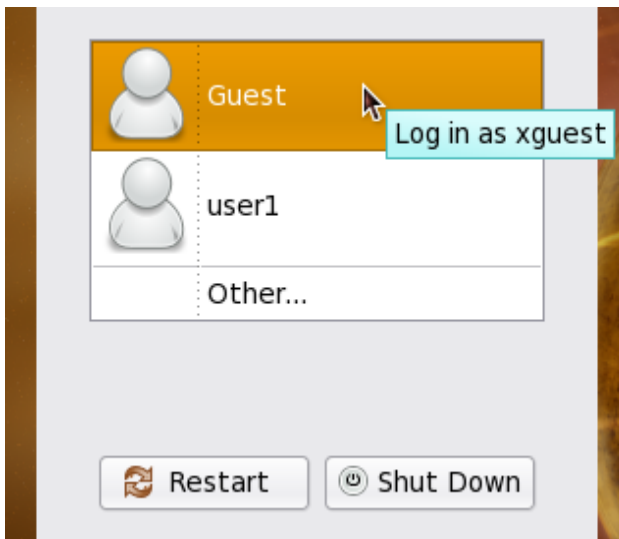 Guest
Log in as xguest
user1
Other...
Restart
Shut Down